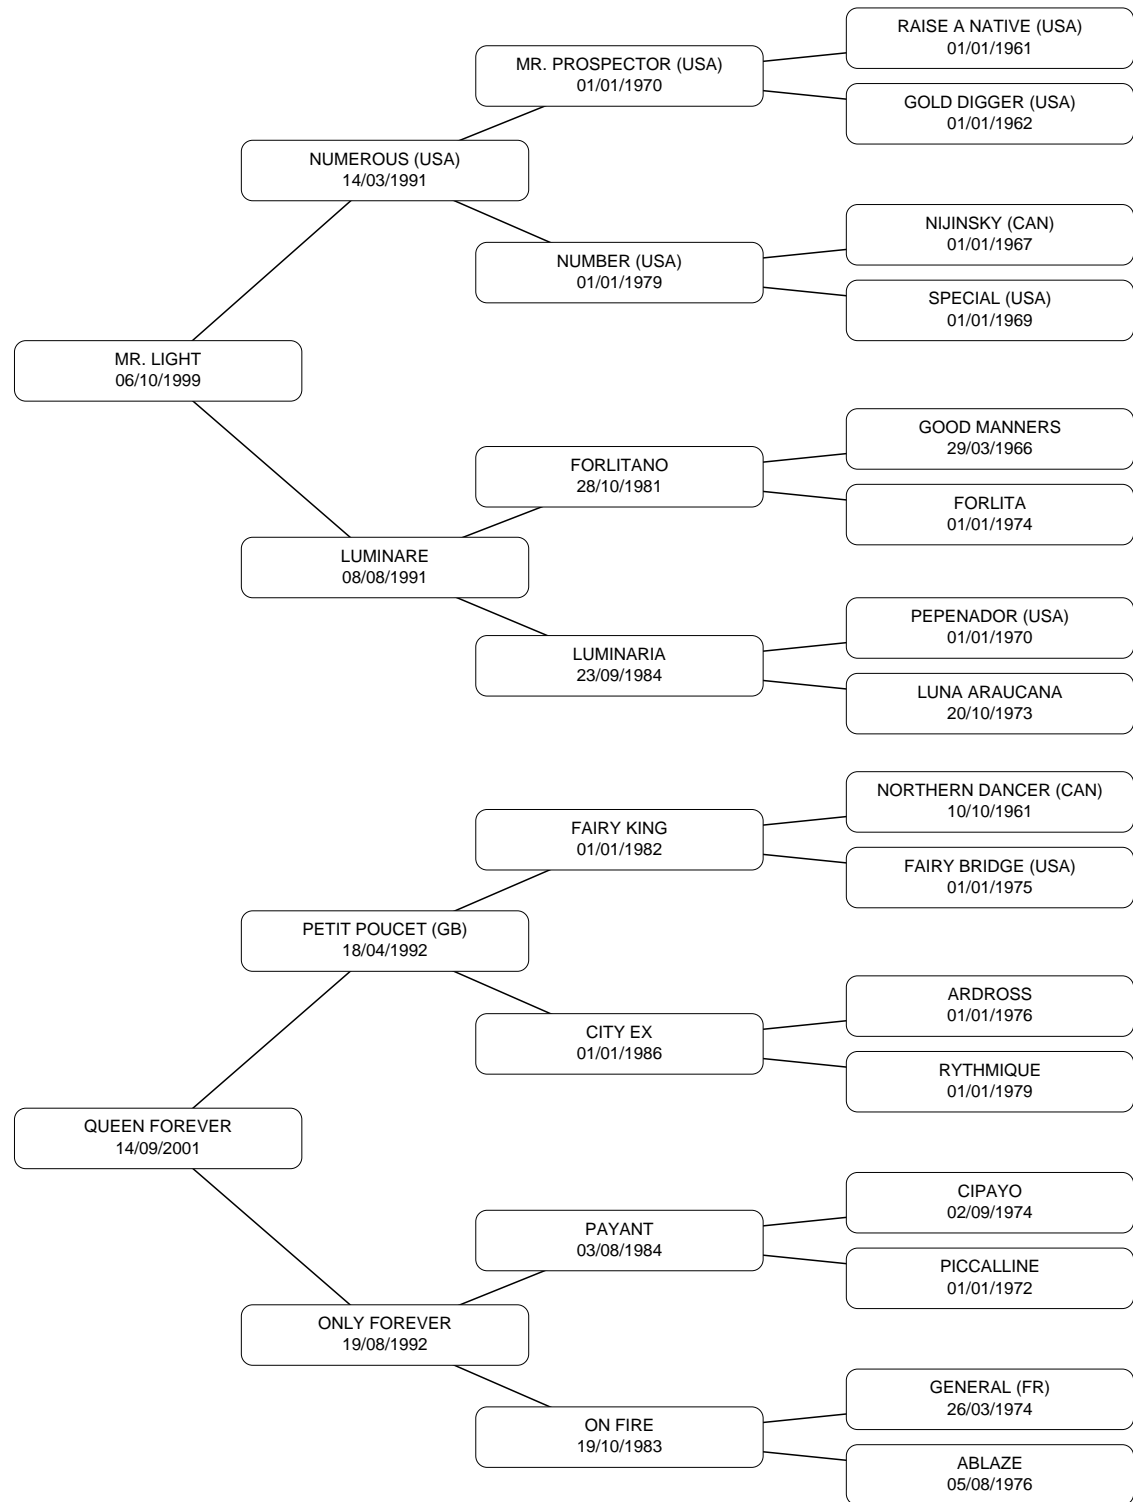 RAISE A NATIVE (USA)
01/01/1961
MR. PROSPECTOR (USA)
01/01/1970
GOLD DIGGER (USA)
01/01/1962
NUMEROUS (USA)
14/03/1991
NIJINSKY (CAN)
01/01/1967
NUMBER (USA)
01/01/1979
SPECIAL (USA)
01/01/1969
MR. LIGHT
06/10/1999
GOOD MANNERS
29/03/1966
FORLITANO
28/10/1981
FORLITA
01/01/1974
LUMINARE
08/08/1991
PEPENADOR (USA)
01/01/1970
LUMINARIA
23/09/1984
LUNA ARAUCANA
20/10/1973
NORTHERN DANCER (CAN)
10/10/1961
FAIRY KING
01/01/1982
FAIRY BRIDGE (USA)
01/01/1975
PETIT POUCET (GB)
18/04/1992
ARDROSS
01/01/1976
CITY EX
01/01/1986
RYTHMIQUE
01/01/1979
QUEEN FOREVER
14/09/2001
CIPAYO
02/09/1974
PAYANT
03/08/1984
PICCALLINE
01/01/1972
ONLY FOREVER
19/08/1992
GENERAL (FR)
26/03/1974
ON FIRE
19/10/1983
ABLAZE
05/08/1976